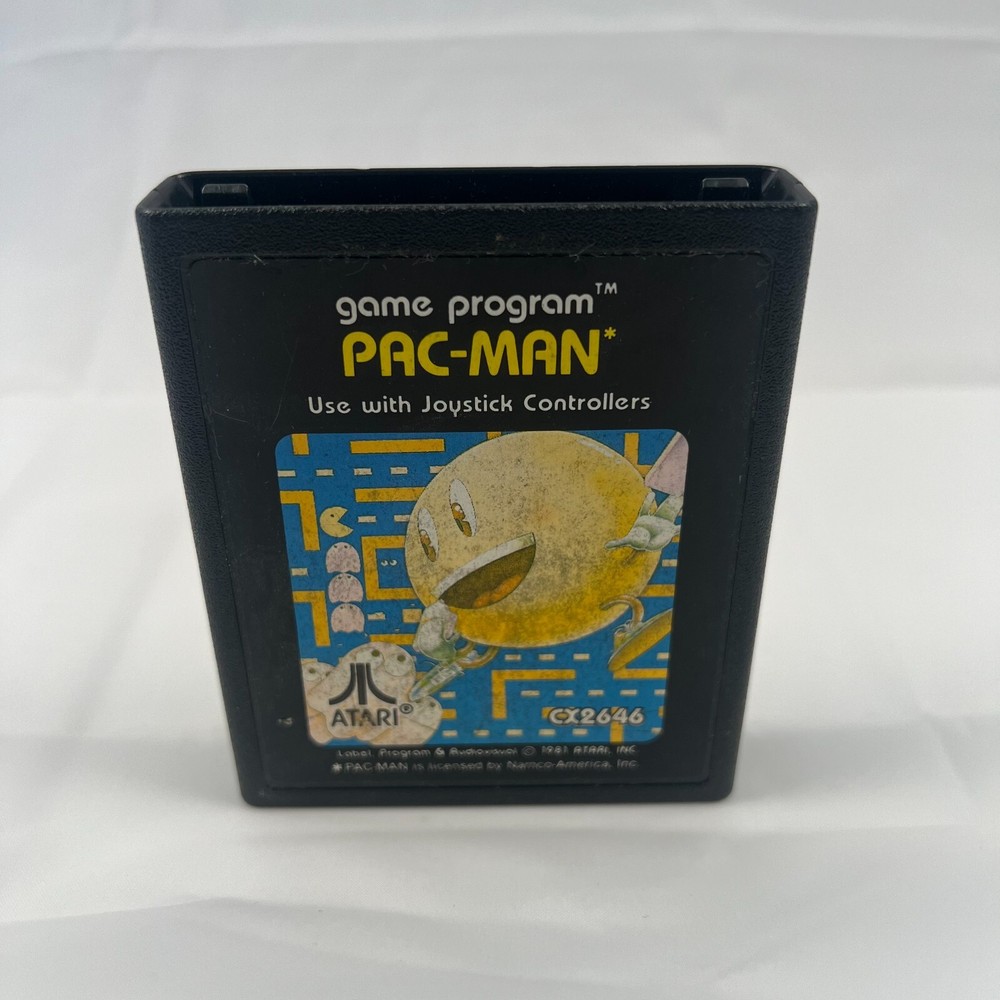 game program™
PAC-MAN*
Use with Joystick Controllers
ATARI®
CX2646
Label, Program & Audiovisual © 1981 ATARI, INC.
*PAC-MAN is licensed by Namco-America, Inc.